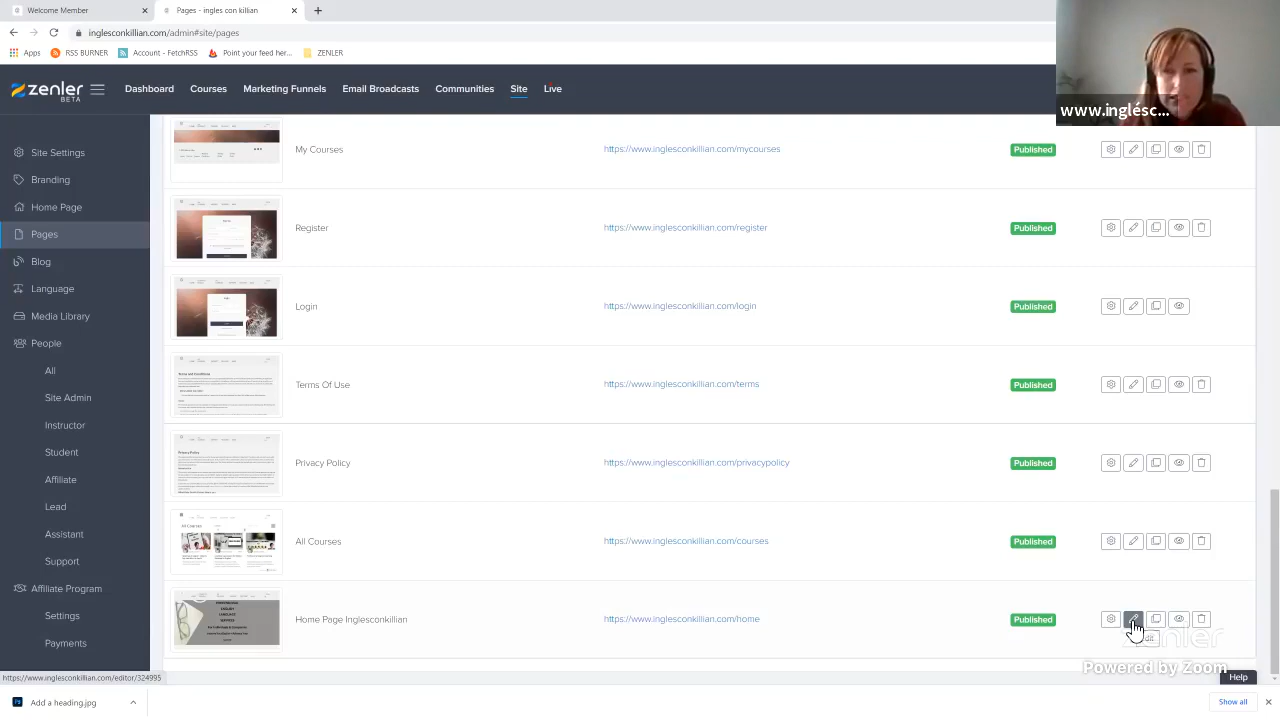 Welcome Member
Pages - ingles con killian
inglesconkillian.com/admin#site/pages
Apps
RSS BURNER
Account - FetchRSS
Point your feed her...
ZENLER
www.inglésc...
zenler
BETA
Dashboard
Courses
Marketing Funnels
Email Broadcasts
Communities
Site
Live
Site Settings
Branding
Home Page
Pages
Blog
Language
Media Library
People
All
Site Admin
Instructor
Student
Affiliate
Lead
Assistant
Support
Affiliate Program
Settings
Payments
My Courses
https://www.inglesconkillian.com/mycourses
Published
Register
https://www.inglesconkillian.com/register
Published
Login
https://www.inglesconkillian.com/login
Published
Terms Of Use
https://www.inglesconkillian.com/terms
Published
Privacy Policy
https://www.inglesconkillian.com/privacypolicy
Published
All Courses
https://www.inglesconkillian.com/courses
Published
Home Page Inglesconkillian
https://www.inglesconkillian.com/home
Published
zenler
Powered by Zoom
Help
https://www.inglesconkillian.com/editor/324995
Add a heading.jpg
Show all